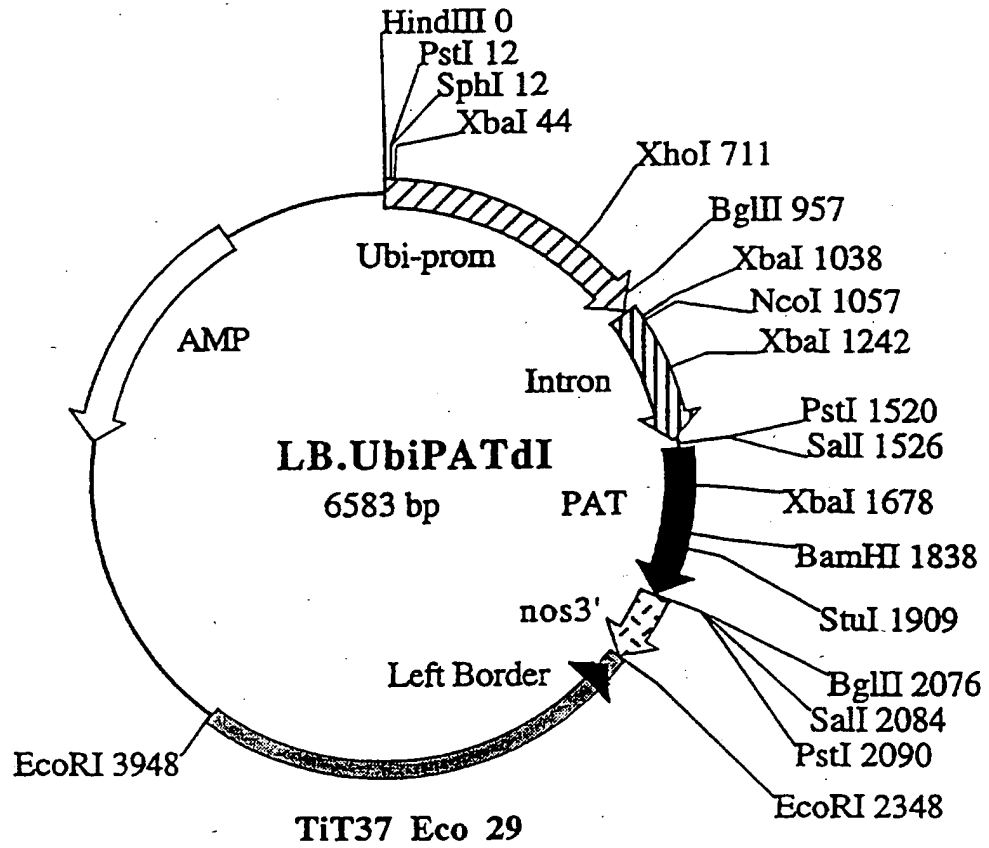 HindIII 0
PstI 12
SphI 12
XbaI 44
XhoI 711
BglII 957
Ubi-prom
XbaI 1038
NcoI 1057
AMP
XbaI 1242
Intron
PstI 1520
SalI 1526
LB.UbiPATdI
6583 bp
PAT
XbaI 1678
BamHI 1838
nos3'
StuI 1909
Left Border
BglII 2076
SalI 2084
PstI 2090
EcoRI 3948
EcoRI 2348
TiT37 Eco 29